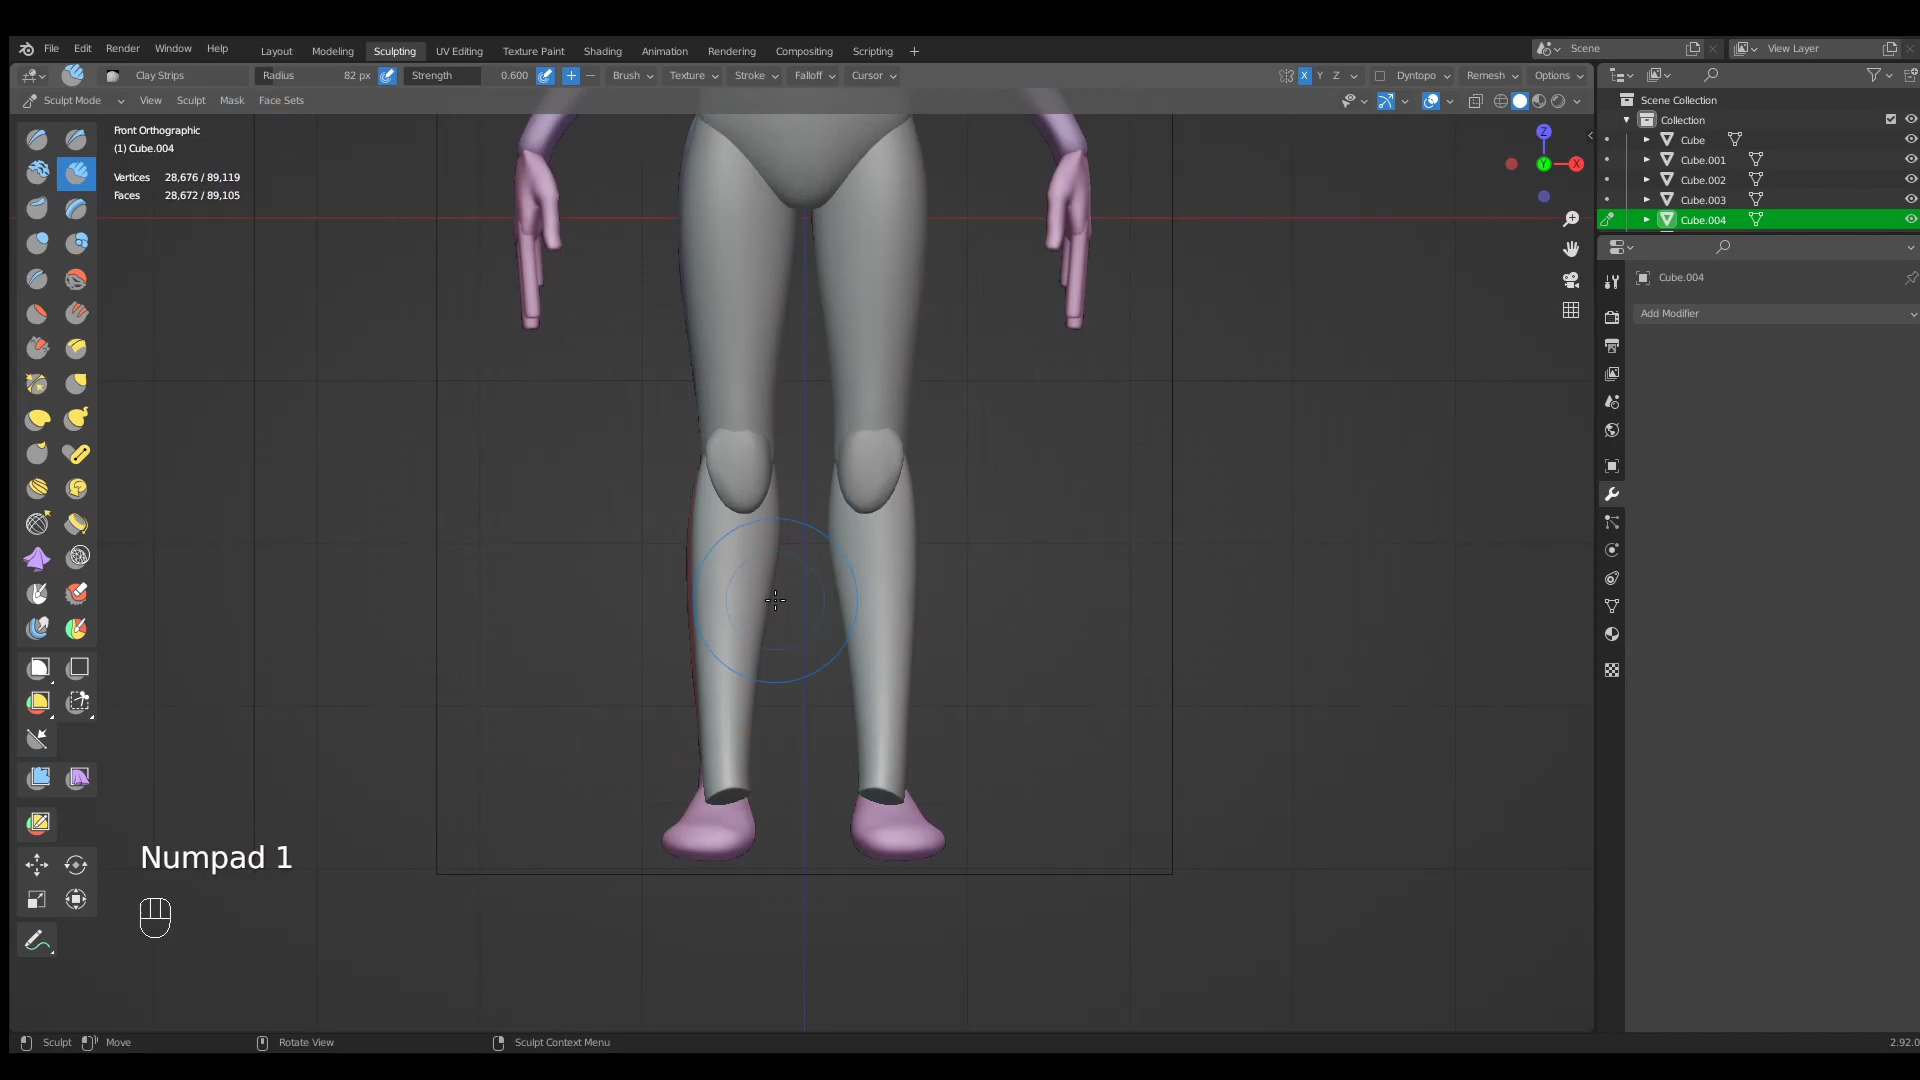 File Edit Render Window Help Layout Modeling Sculpting UV Editing Texture Paint Shading Animation Rendering Compositing Scripting + Scene View Layer
Clay Strips Radius 82 px Strength 0.600 + − Brush Texture Stroke Falloff Cursor X Y Z Dyntopo Remesh Options
Sculpt Mode View Sculpt Mask Face Sets
Scene Collection
Collection
Cube
Cube.001
Cube.002
Cube.003
Cube.004
Front Orthographic
(1) Cube.004
Vertices 28,676 / 89,119
Faces 28,672 / 89,105
Z
Y
X
Cube.004
Add Modifier
Numpad 1
Sculpt Move Rotate View Sculpt Context Menu 2.92.0